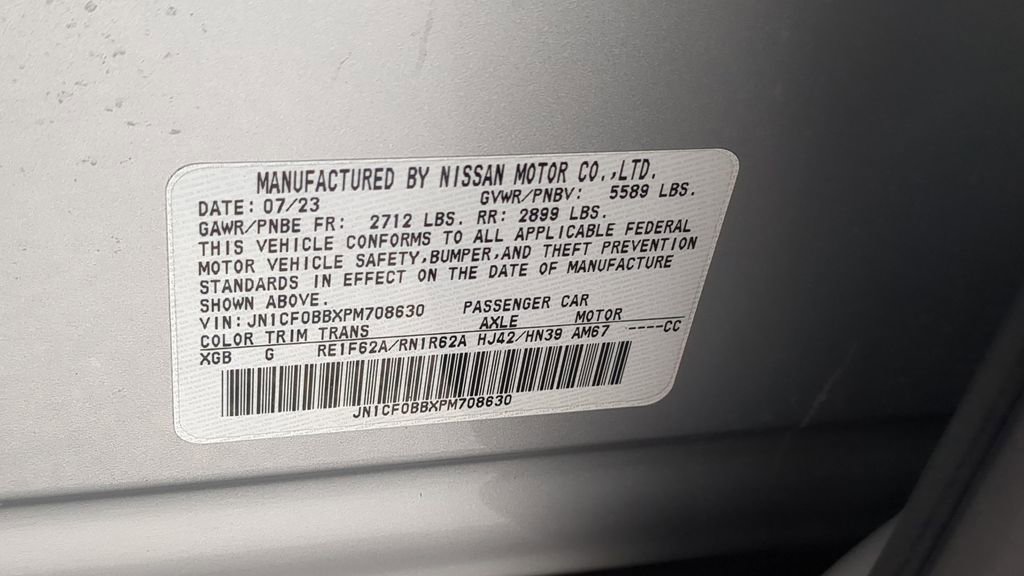 MANUFACTURED BY NISSAN MOTOR CO.,LTD.
DATE: 07/23 GVWR/PNBV: 5589 LBS.
GAWR/PNBE FR: 2712 LBS. RR: 2899 LBS.
THIS VEHICLE CONFORMS TO ALL APPLICABLE FEDERAL
MOTOR VEHICLE SAFETY,BUMPER,AND THEFT PREVENTION
STANDARDS IN EFFECT ON THE DATE OF MANUFACTURE
SHOWN ABOVE.
VIN: JN1CF0BBXPM708630 PASSENGER CAR
COLOR TRIM TRANS AXLE MOTOR
XGB G RE1F62A/RN1R62A HJ42/HN39 AM67 ----CC
JN1CF0BBXPM708630